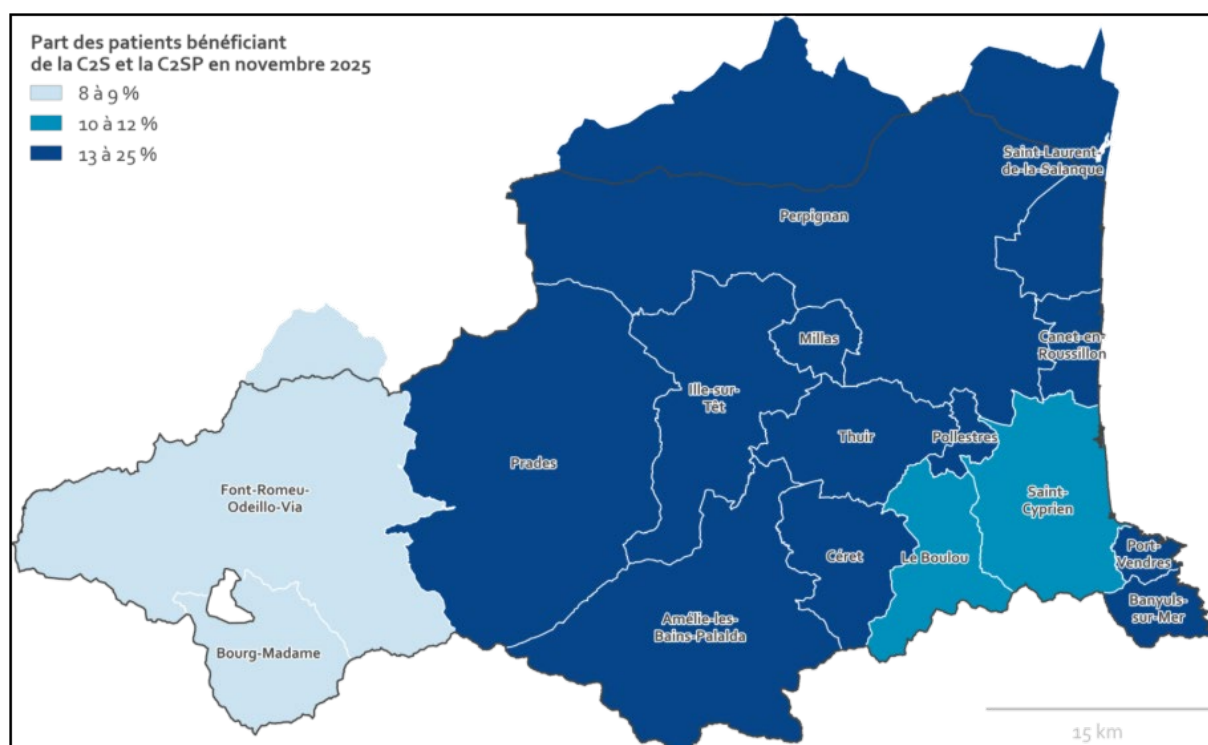 Part des patients bénéficiant
de la C2S et la C2SP en novembre 2025
8 à 9 %
10 à 12 %
13 à 25 %
Saint-Laurent-
de-la-Salanque
Perpignan
Canet-en-
Roussillon
Millas
Ille-sur-
Têt
Thuir
Pollestres
Prades
Font-Romeu-
Odeillo-Via
Saint-
Cyprien
Céret
Le Boulou
Port-
Vendres
Banyuls-
sur-Mer
Amélie-les-
Bains-Palalda
Bourg-Madame
15 km